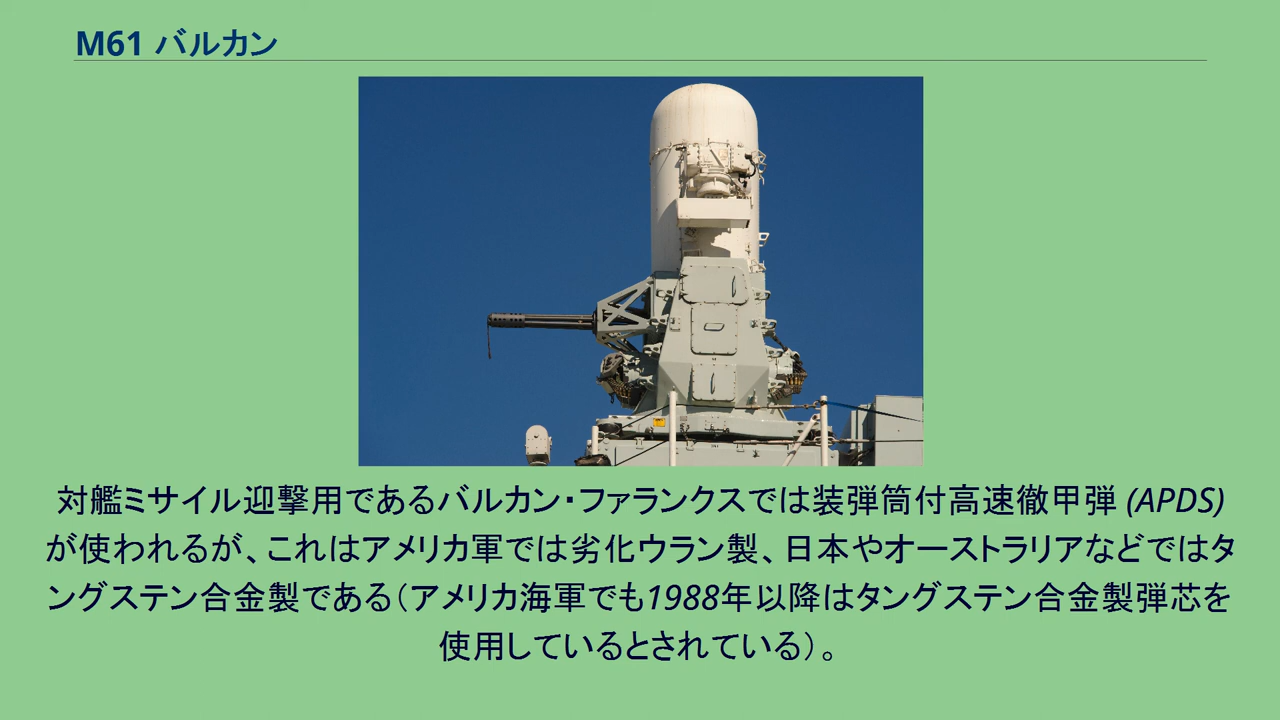 M61 バルカン
対艦ミサイル迎撃用であるバルカン・ファランクスでは装弾筒付高速徹甲弾 (APDS)
が使われるが、これはアメリカ軍では劣化ウラン製、日本やオーストラリアなどではタ
ングステン合金製である（アメリカ海軍でも1988年以降はタングステン合金製弾芯を
使用しているとされている）。